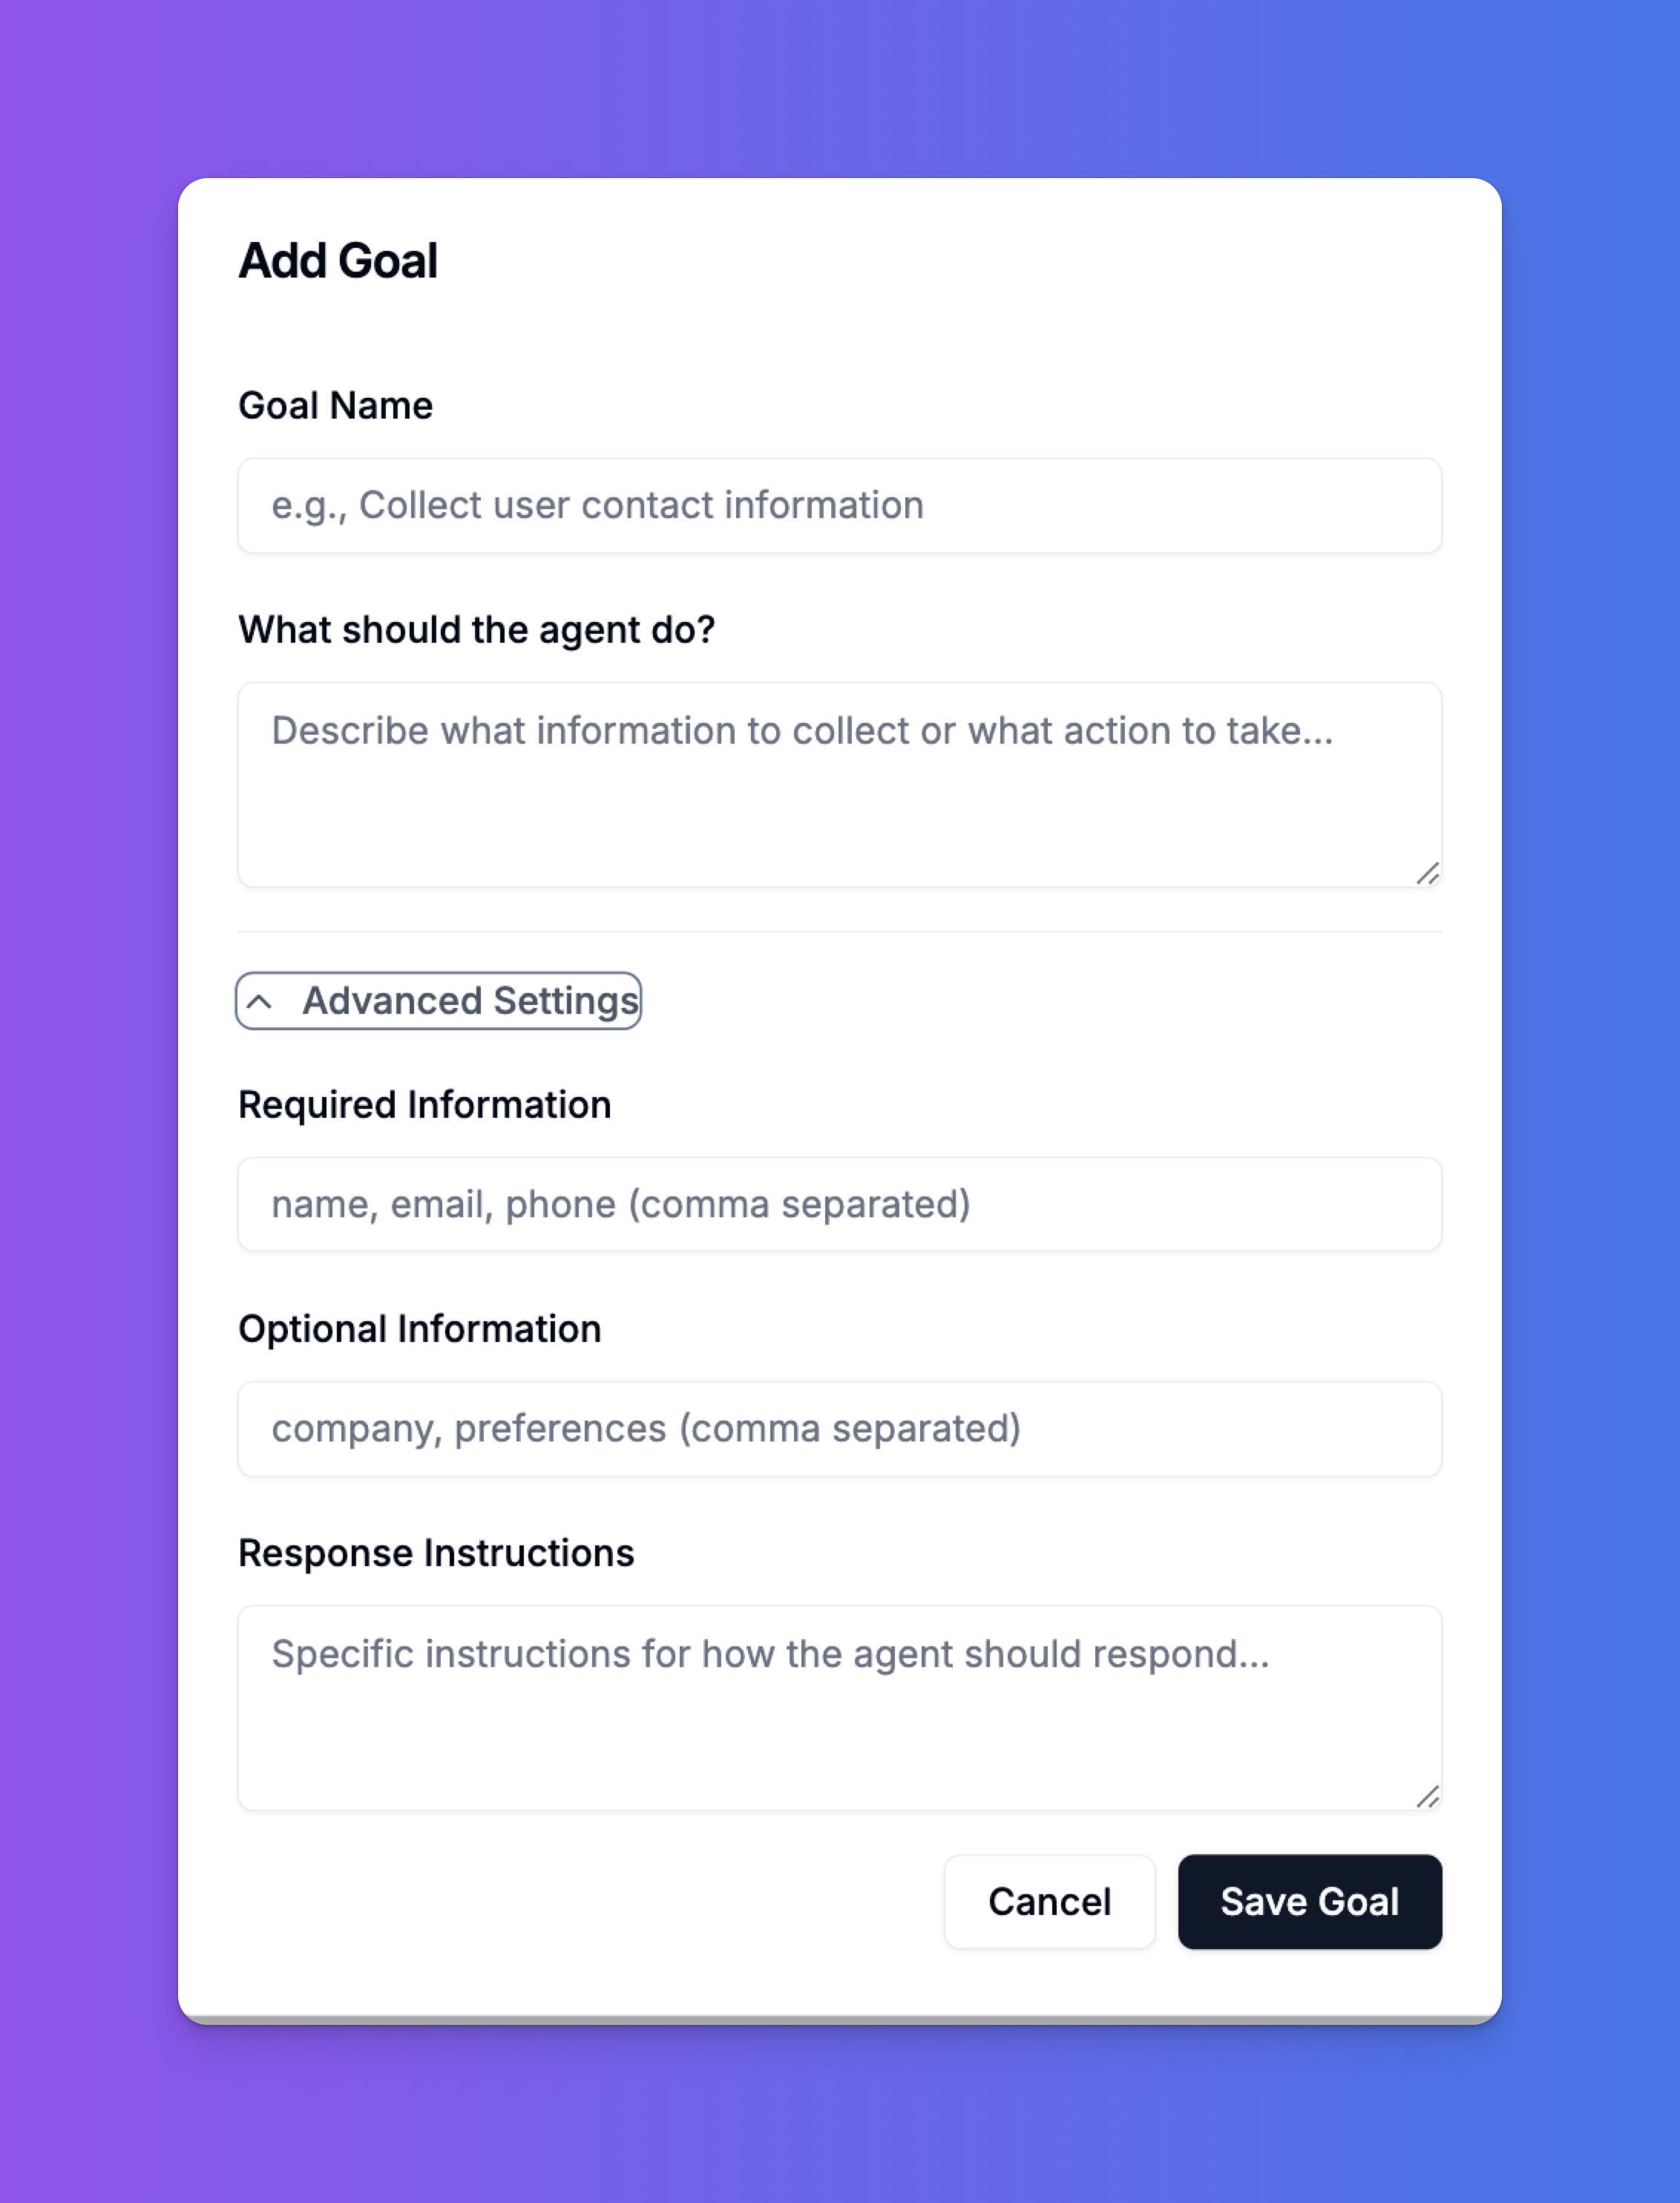 Add Goal
Goal Name
e.g., Collect user contact information
What should the agent do?
Describe what information to collect or what action to take...
Advanced Settings
Required Information
name, email, phone (comma separated)
Optional Information
company, preferences (comma separated)
Response Instructions
Specific instructions for how the agent should respond...
Cancel
Save Goal